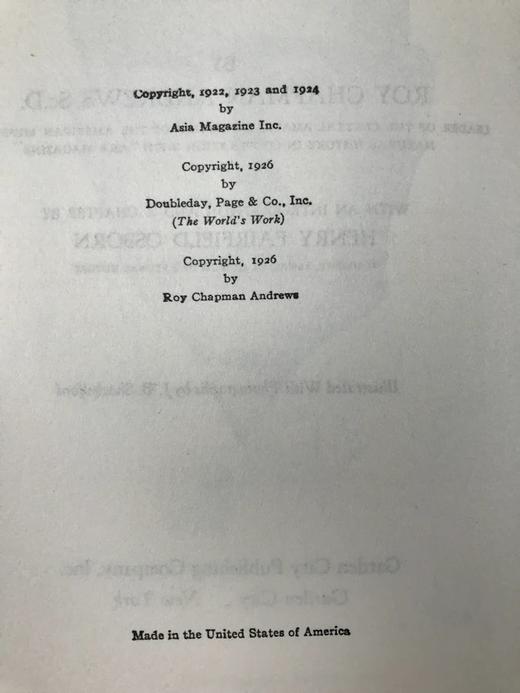 Copyright, 1922, 1923 and 1924
by
Asia Magazine Inc.
Copyright, 1926
by
Doubleday, Page & Co., Inc.
(The World's Work)
Copyright, 1926
by
Roy Chapman Andrews
Made in the United States of America